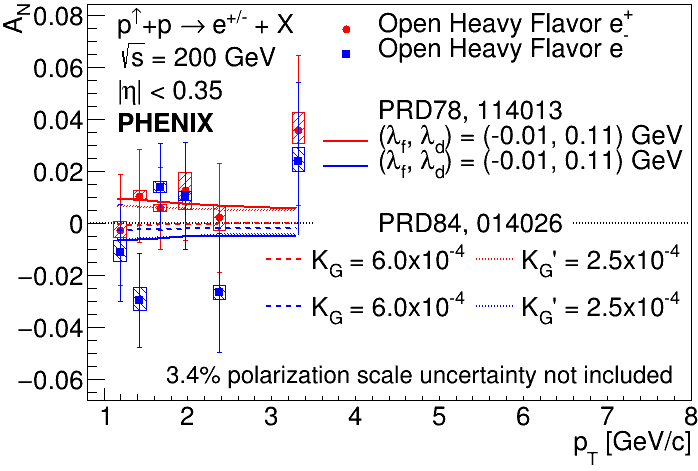 A_N
p^↑+p → e^{+/-} + X
√s = 200 GeV
|η| < 0.35
PHENIX
Open Heavy Flavor e^+
Open Heavy Flavor e^-
PRD78, 114013
(λ_f, λ_d) = (-0.01, 0.11) GeV
(λ_f, λ_d) = (-0.01, 0.11) GeV
PRD84, 014026
K_G = 6.0x10^{-4} K_G' = 2.5x10^{-4}
K_G = 6.0x10^{-4} K_G' = 2.5x10^{-4}
3.4% polarization scale uncertainty not included
0.08
0.06
0.04
0.02
0
−0.02
−0.04
−0.06
1 2 3 4 5 6 7 8
p_T [GeV/c]